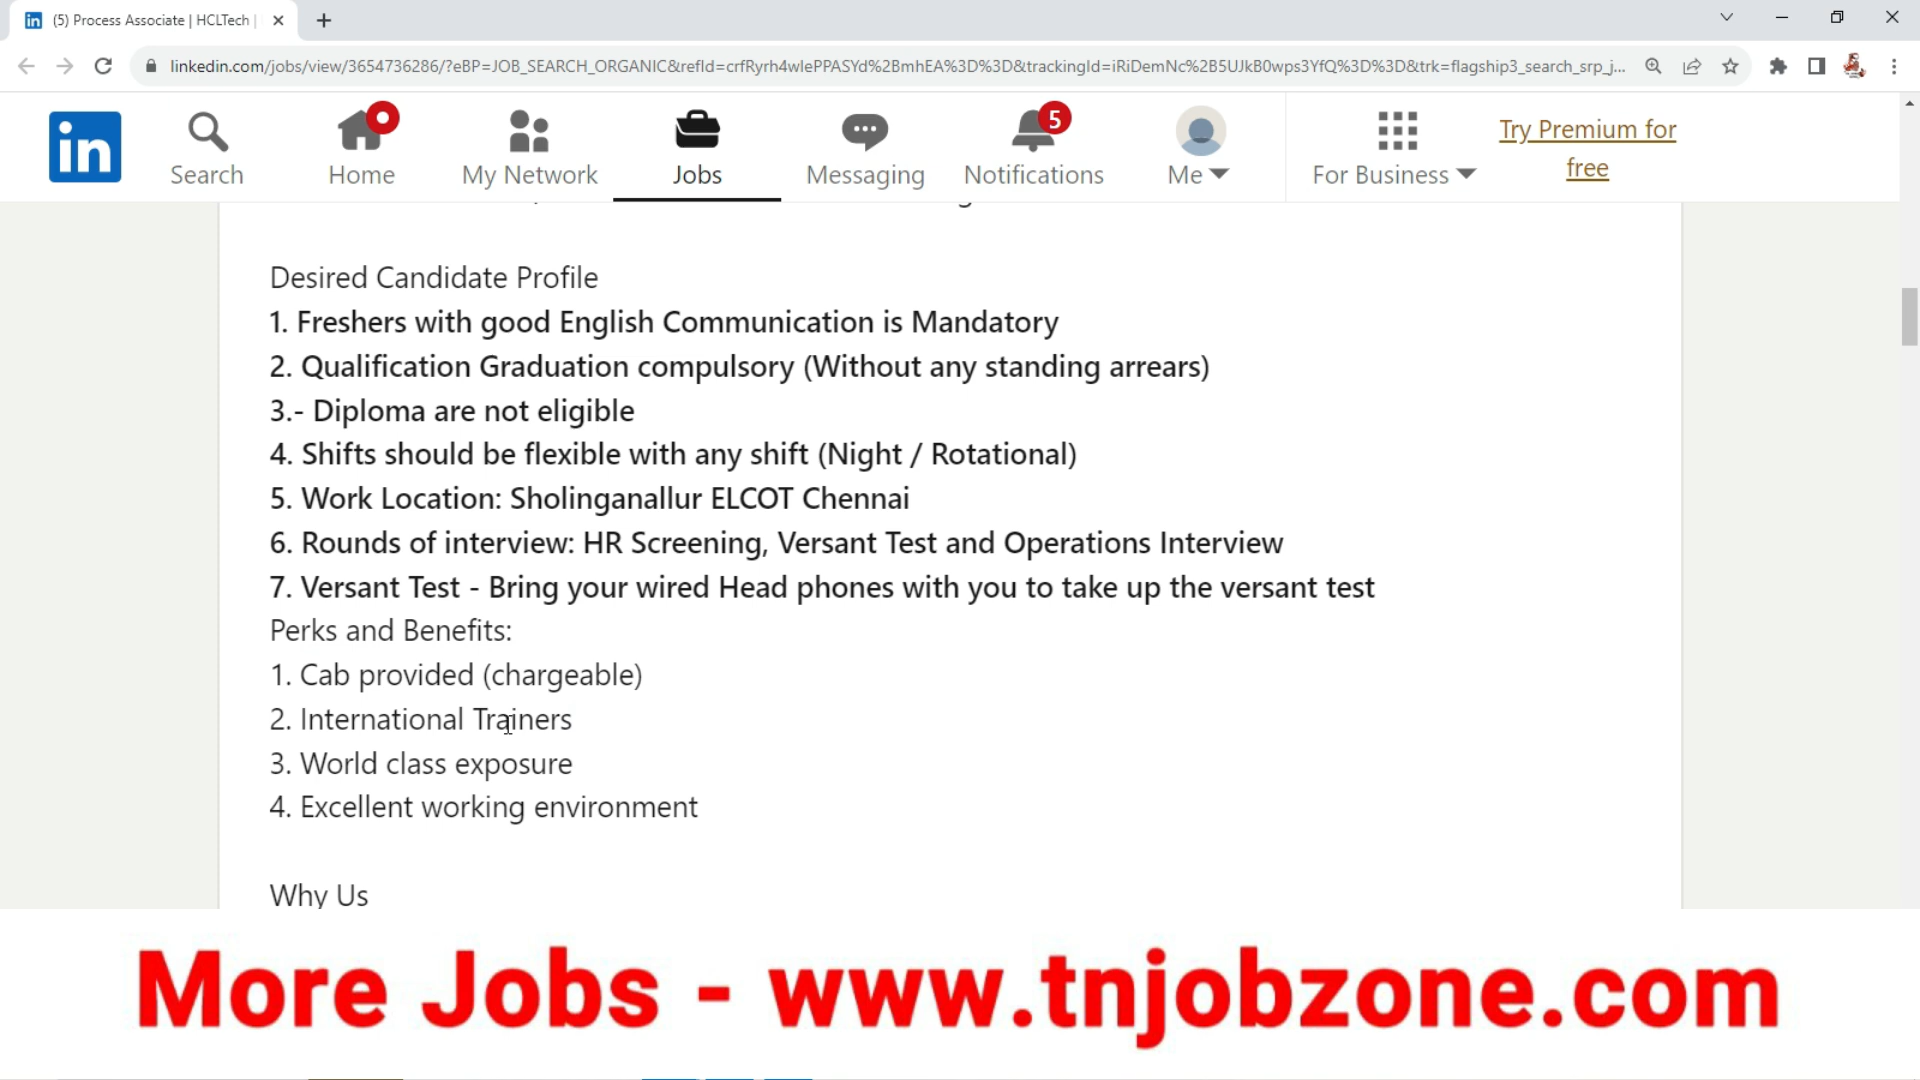 (5) Process Associate | HCLTech |
linkedin.com/jobs/view/3654736286/?eBP=JOB_SEARCH_ORGANIC&refId=crfRyrh4wlePPASYd%2BmhEA%3D%3D&trackingId=iRiDemNc%2B5UJkB0wps3YfQ%3D%3D&trk=flagship3_search_srp_j...
in
Search
Home
My Network
Jobs
Messaging
5
Notifications
Me
For Business
Try Premium for
free
Desired Candidate Profile
1. Freshers with good English Communication is Mandatory
2. Qualification Graduation compulsory (Without any standing arrears)
3.- Diploma are not eligible
4. Shifts should be flexible with any shift (Night / Rotational)
5. Work Location: Sholinganallur ELCOT Chennai
6. Rounds of interview: HR Screening, Versant Test and Operations Interview
7. Versant Test - Bring your wired Head phones with you to take up the versant test
Perks and Benefits:
1. Cab provided (chargeable)
2. International Trainers
3. World class exposure
4. Excellent working environment
Why Us
More Jobs - www.tnjobzone.com